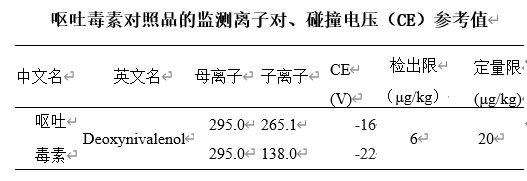 呕吐毒素对照品的监测离子对、碰撞电压（CE）参考值
中文名 英文名 母离子 子离子 CE (V) 检出限 （μg/kg） 定量限 (μg/kg)
呕吐毒素 Deoxynivalenol 295.0 265.1 -16 6 20
295.0 138.0 -22